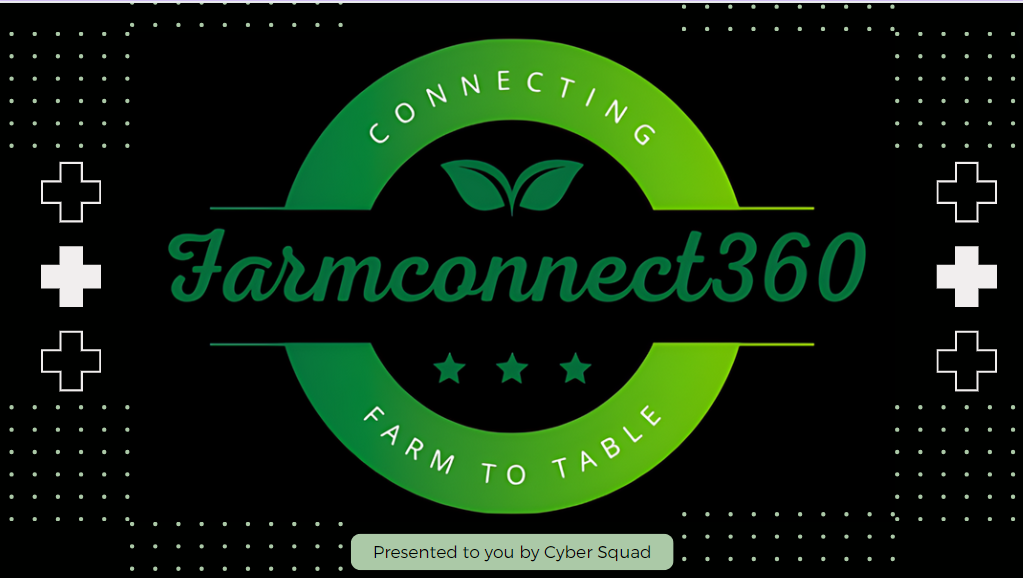 CONNECTING
Farmconnect360
FARM TO TABLE
Presented to you by Cyber Squad